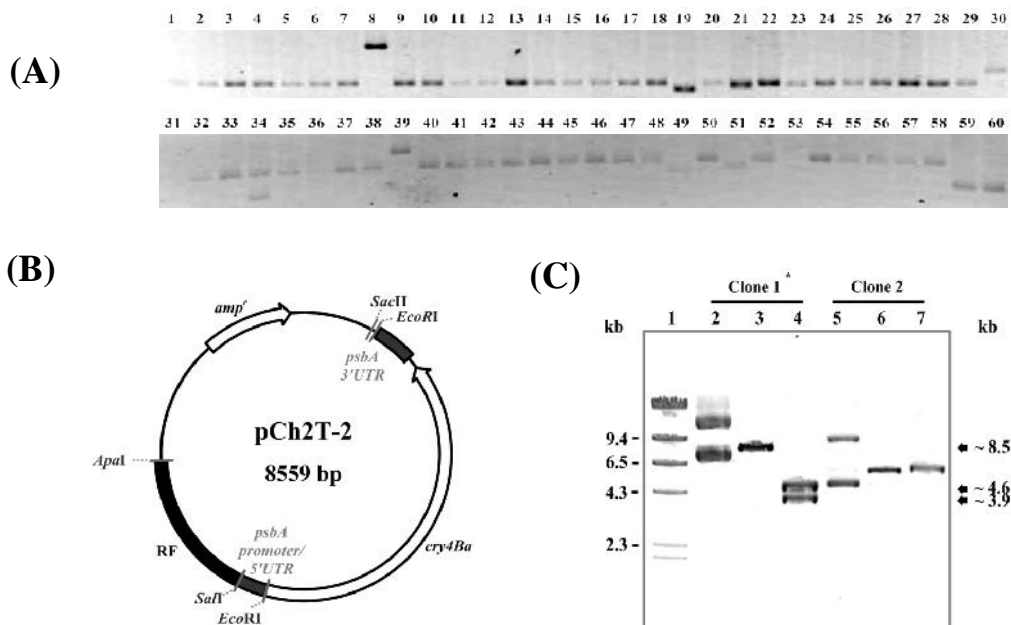 (A)
1 2 3 4 5 6 7 8 9 10 11 12 13 14 15 16 17 18 19 20 21 22 23 24 25 26 27 28 29 30
31 32 33 34 35 36 37 38 39 40 41 42 43 44 45 46 47 48 49 50 51 52 53 54 55 56 57 58 59 60
(B)
ampr
SacII
EcoRI
psbA
3'UTR
pCh2T-2
8559 bp
ApaI
RF
psbA
promoter/
5'UTR
SalI
EcoRI
cry4Ba
(C)
Clone 1 * Clone 2
kb 1 2 3 4 5 6 7 kb
9.4
~ 8.5
6.5
4.3
~ 4.6
~ 3.9
2.3